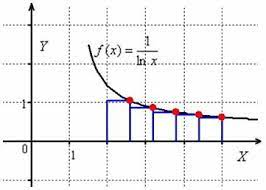 Y
f(x) = 1/ln x
1
0
1
X